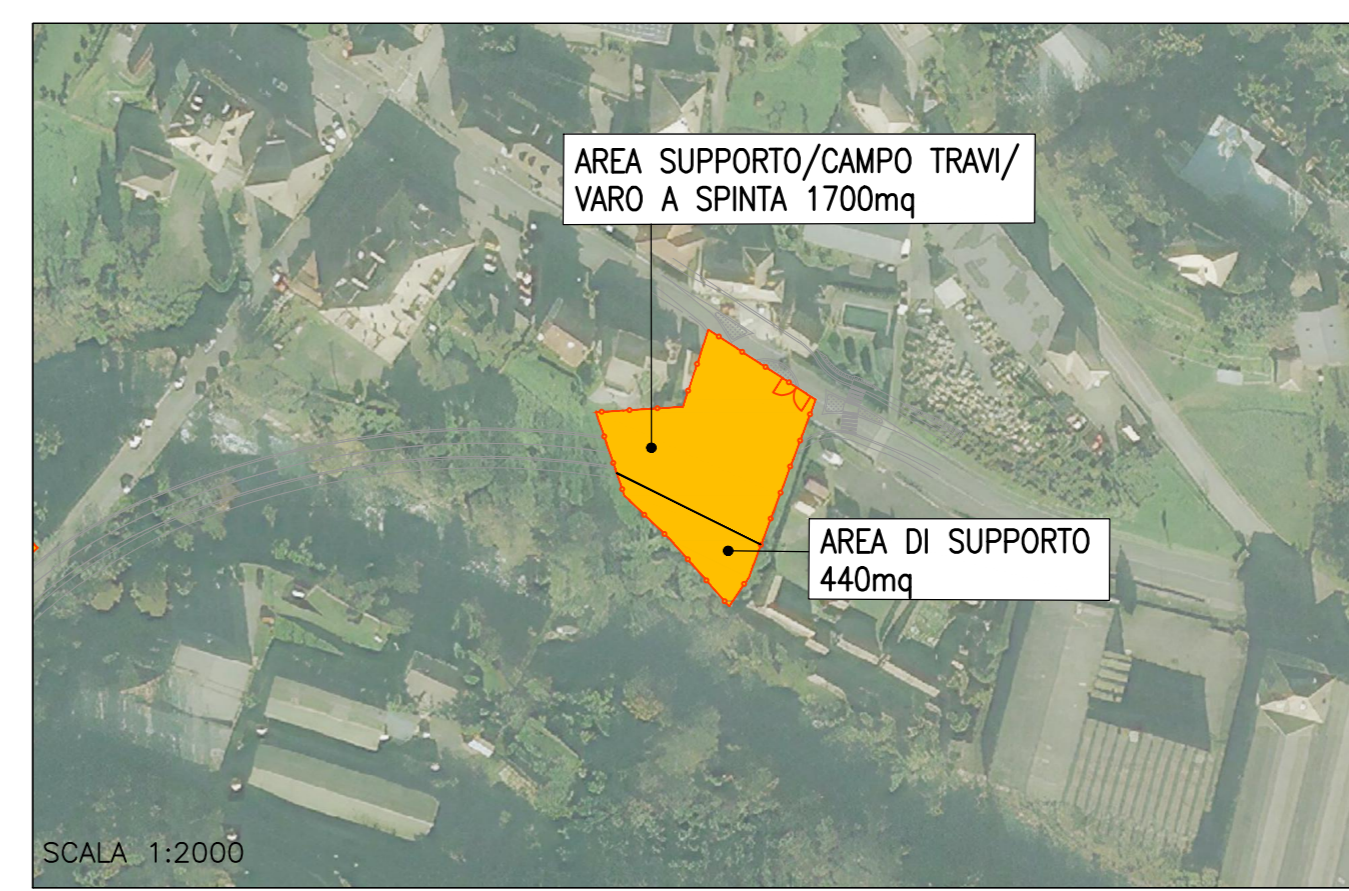 AREA SUPPORTO/CAMPO TRAVI/
VARO A SPINTA 1700mq
AREA DI SUPPORTO
440mq
SCALA 1:2000